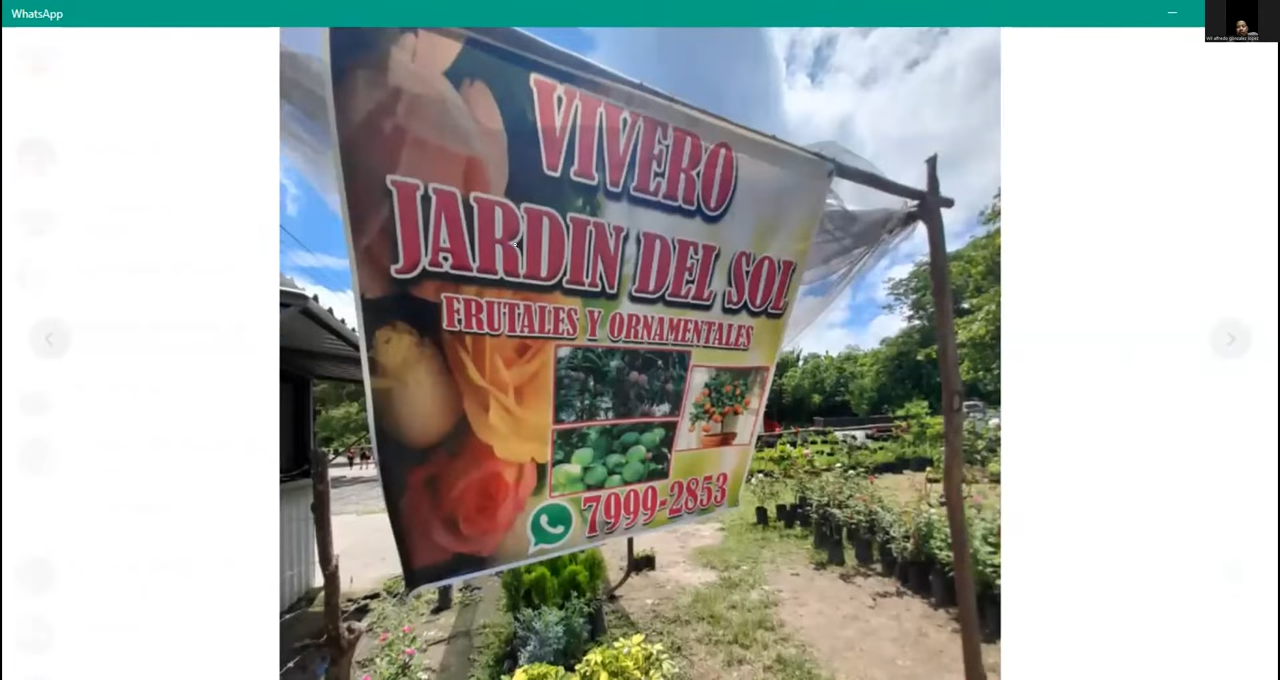 WhatsApp
VIVERO
JARDIN DEL SOL
FRUTALES Y ORNAMENTALES
7999-2853